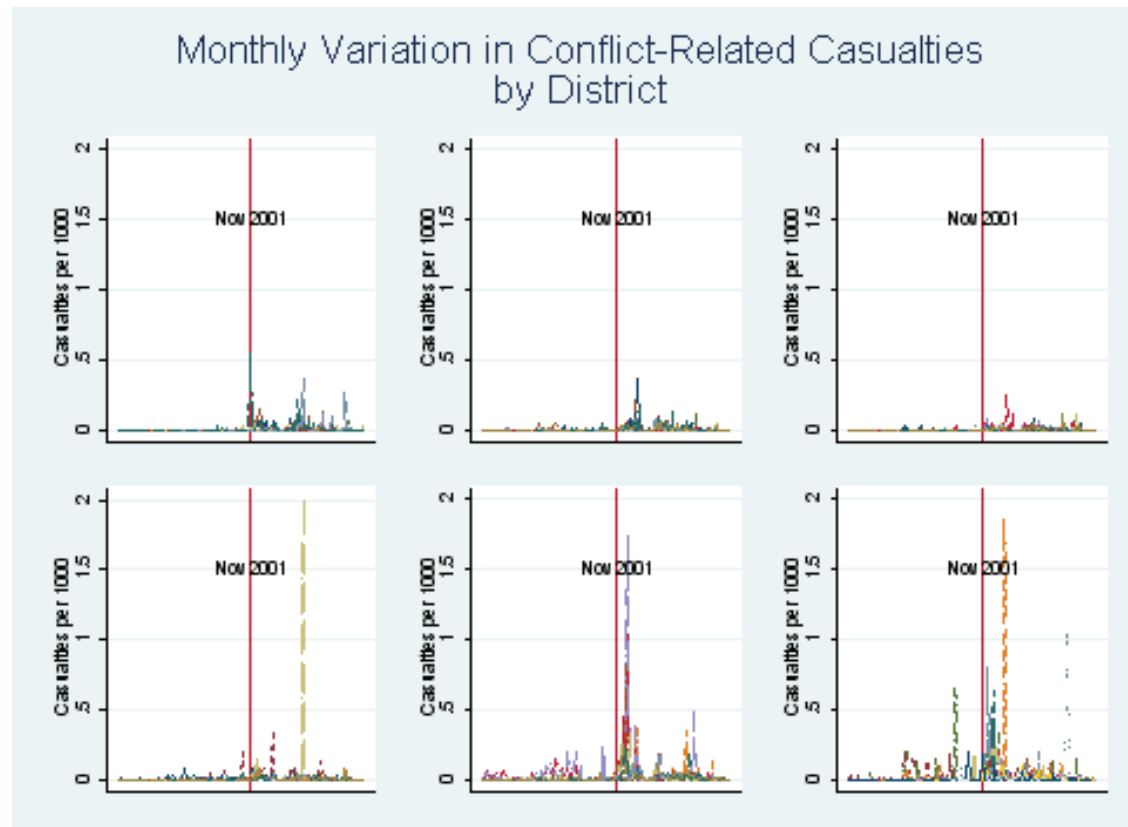 Monthly Variation in Conflict-Related Casualties
by District
Casualties per 1000
0 .5 1 1.5 2
Nov 2001
Casualties per 1000
0 .5 1 1.5 2
Nov 2001
Casualties per 1000
0 .5 1 1.5 2
Nov 2001
Casualties per 1000
0 .5 1 1.5 2
Nov 2001
Casualties per 1000
0 .5 1 1.5 2
Nov 2001
Casualties per 1000
0 .5 1 1.5 2
Nov 2001